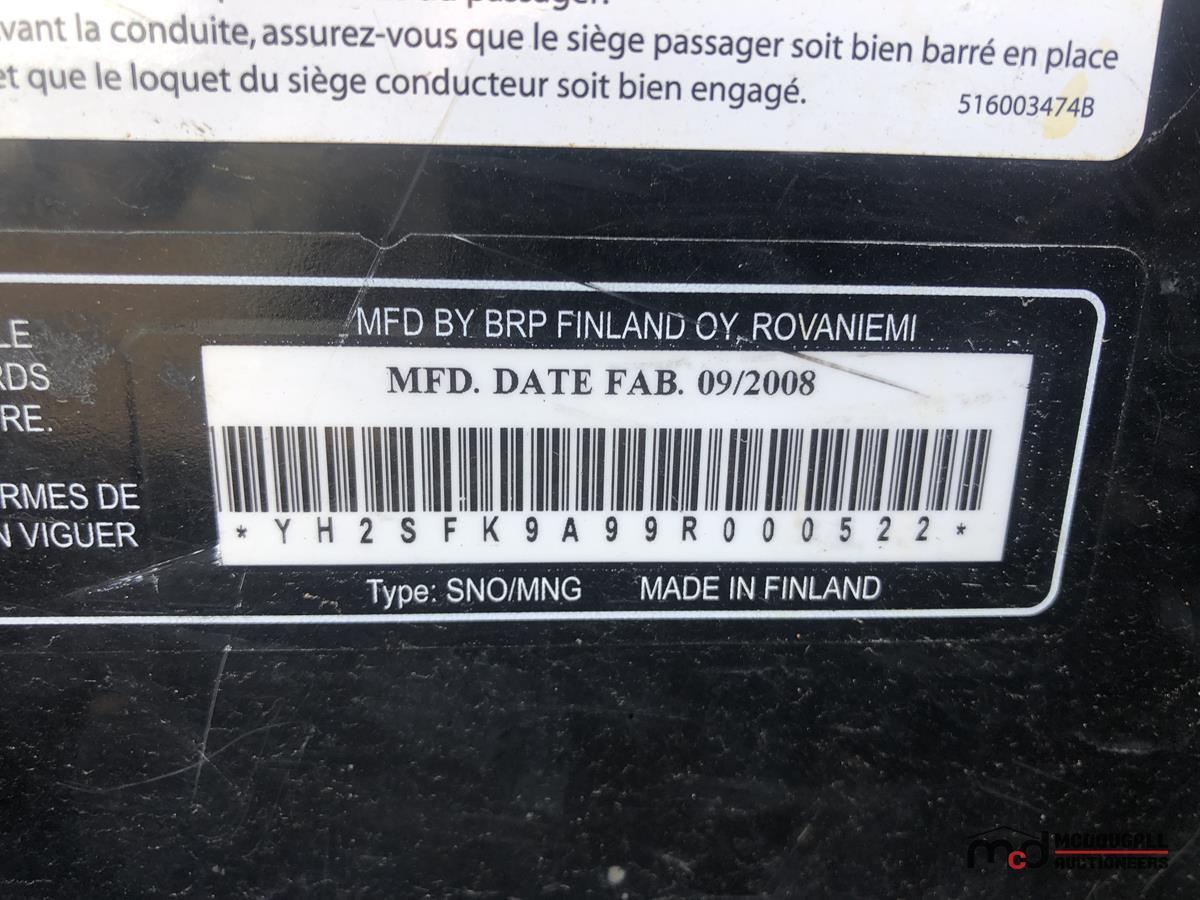 passager.
vant la conduite, assurez-vous que le siège passager soit bien barré en place
et que le loquet du siège conducteur soit bien engagé.
516003474B
MFD BY BRP FINLAND OY, ROVANIEMI
LE
RDS
RE.
MFD. DATE FAB. 09/2008
RMES DE
N VIGUER
*YH2SFK9A99R000522*
Type: SNO/MNG MADE IN FINLAND
mcd MCDOUGALL
AUCTIONEERS